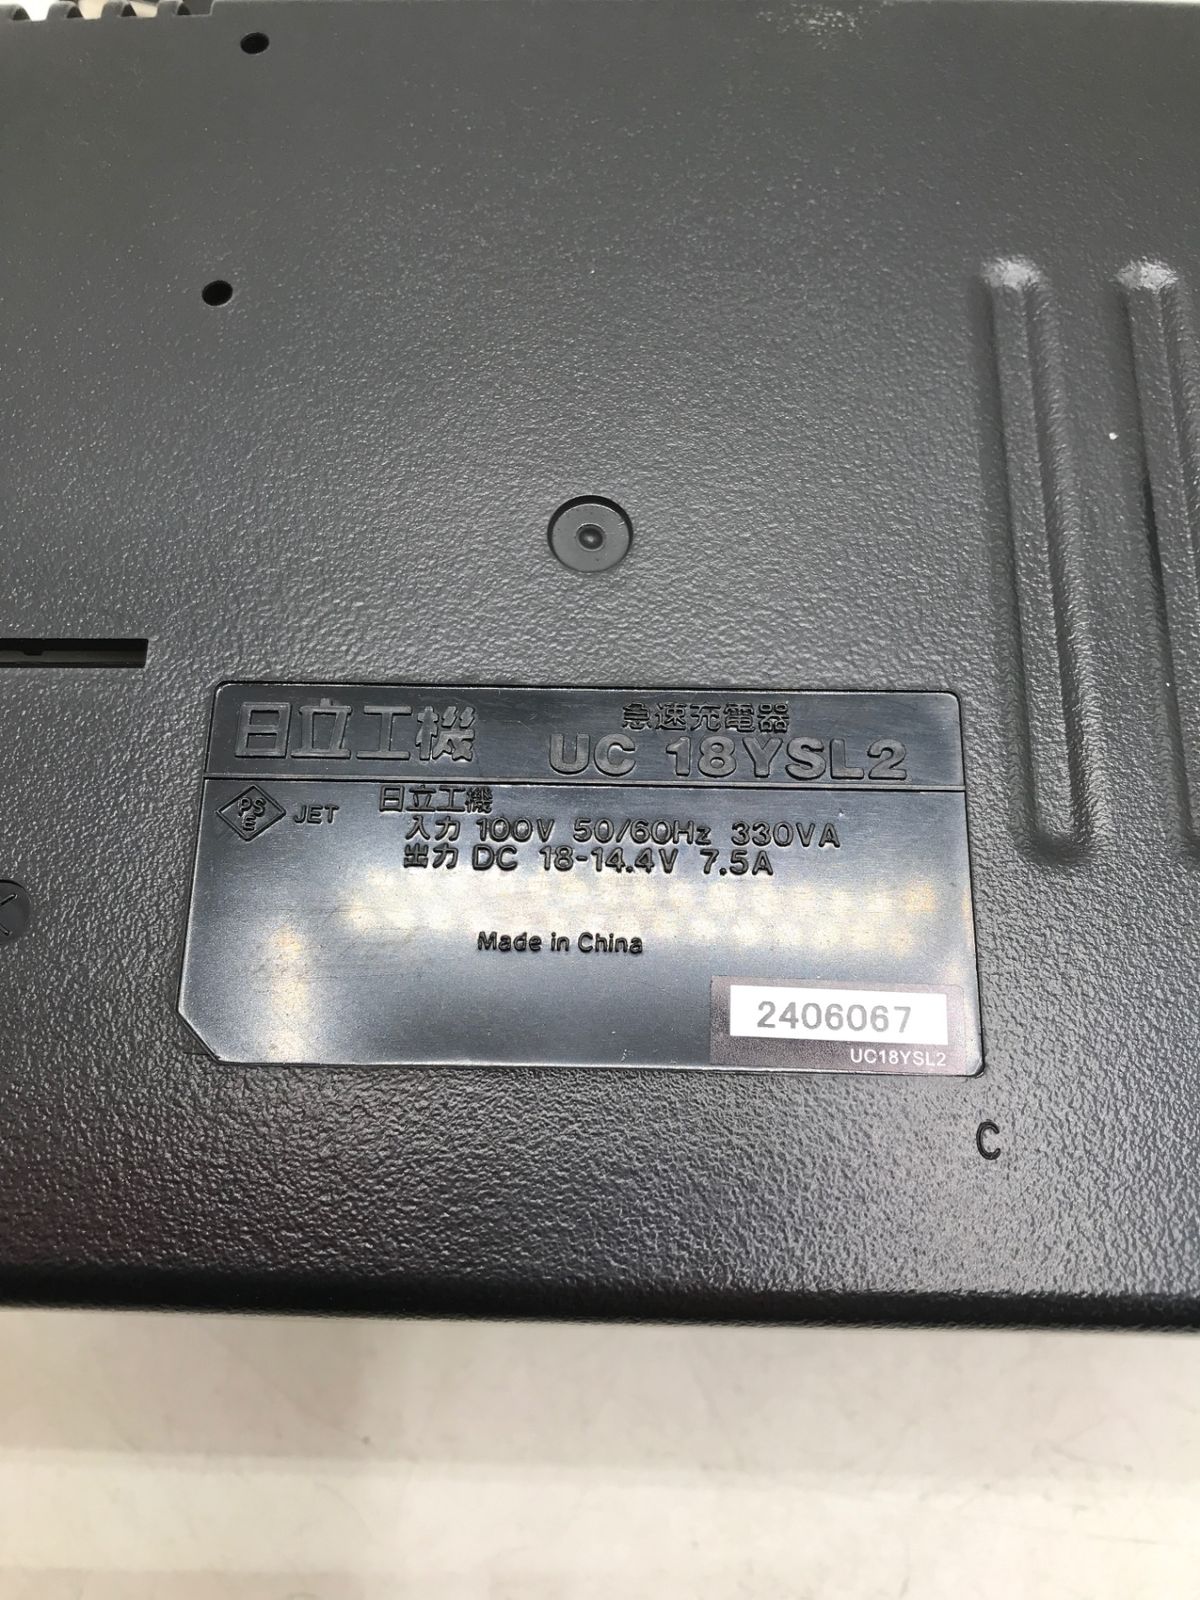 日立工機
急速充電器
UC 18YSL2
PS
E
JET
日立工機
入力 100V 50/60Hz 330VA
出力 DC 18-14.4V 7.5A
Made in China
2406067
UC18YSL2
C